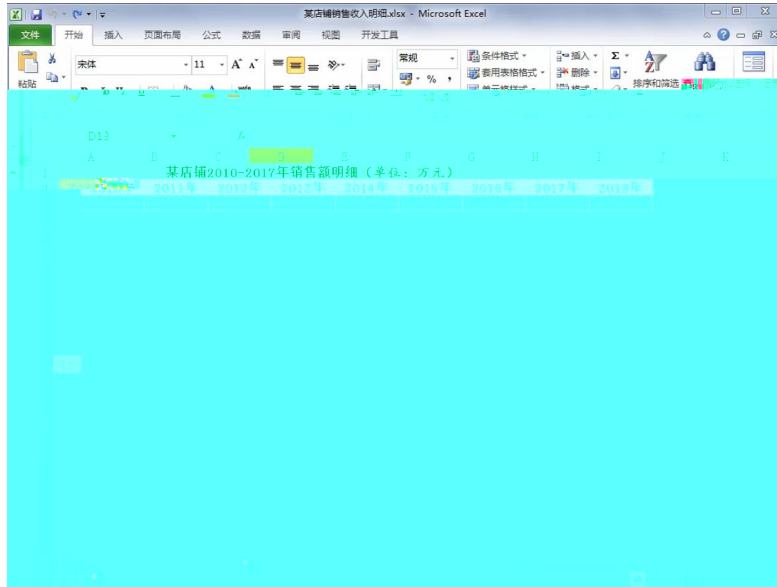 某店铺销售收入明细.xlsx - Microsoft Excel
文件 开始 插入 页面布局 公式 数据 审阅 视图 开发工具
宋体 11 A A 常规 条件格式 插入 Σ
粘贴 % 套用表格格式 删除 排序和筛选
D13
A B C D E F G H I J K
1 某店铺2010-2017年销售额明细（单位：万元）
2011年 2012年 2013年 2014年 2015年 2016年 2017年 2018年